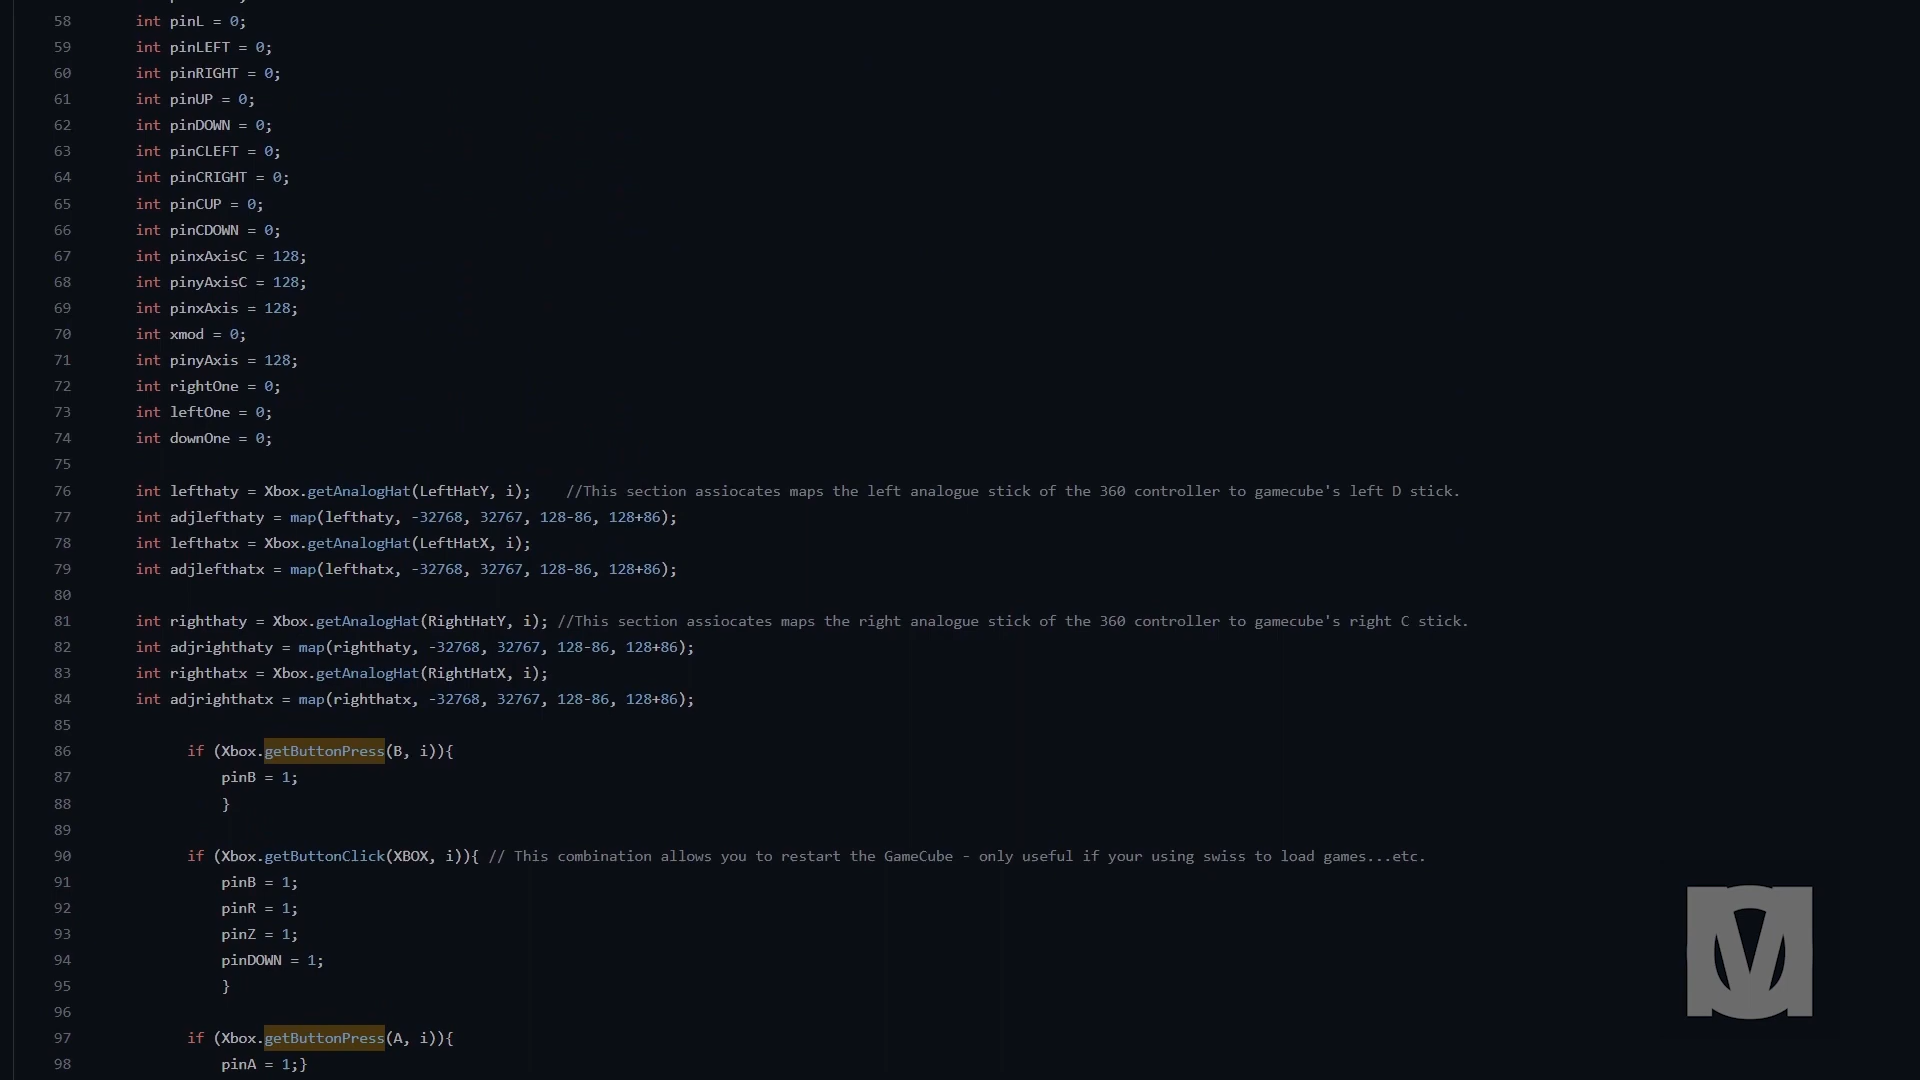 58 int pinL = 0;
59 int pinLEFT = 0;
60 int pinRIGHT = 0;
61 int pinUP = 0;
62 int pinDOWN = 0;
63 int pinCLEFT = 0;
64 int pinCRIGHT = 0;
65 int pinCUP = 0;
66 int pinCDOWN = 0;
67 int pinxAxisC = 128;
68 int pinyAxisC = 128;
69 int pinxAxis = 128;
70 int xmod = 0;
71 int pinyAxis = 128;
72 int rightOne = 0;
73 int leftOne = 0;
74 int downOne = 0;
75
76 int lefthaty = Xbox.getAnalogHat(LeftHatY, i);    //This section assiocates maps the left analogue stick of the 360 controller to gamecube's left D stick.
77 int adjlefthaty = map(lefthaty, -32768, 32767, 128-86, 128+86);
78 int lefthatx = Xbox.getAnalogHat(LeftHatX, i);
79 int adjlefthatx = map(lefthatx, -32768, 32767, 128-86, 128+86);
80
81 int righthaty = Xbox.getAnalogHat(RightHatY, i); //This section assiocates maps the right analogue stick of the 360 controller to gamecube's right C stick.
82 int adjrighthaty = map(righthaty, -32768, 32767, 128-86, 128+86);
83 int righthatx = Xbox.getAnalogHat(RightHatX, i);
84 int adjrighthatx = map(righthatx, -32768, 32767, 128-86, 128+86);
85
86 if (Xbox.getButtonPress(B, i)){
87 pinB = 1;
88 }
89
90 if (Xbox.getButtonClick(XBOX, i)){ // This combination allows you to restart the GameCube - only useful if your using swiss to load games...etc.
91 pinB = 1;
92 pinR = 1;
93 pinZ = 1;
94 pinDOWN = 1;
95 }
96
97 if (Xbox.getButtonPress(A, i)){
98 pinA = 1;}